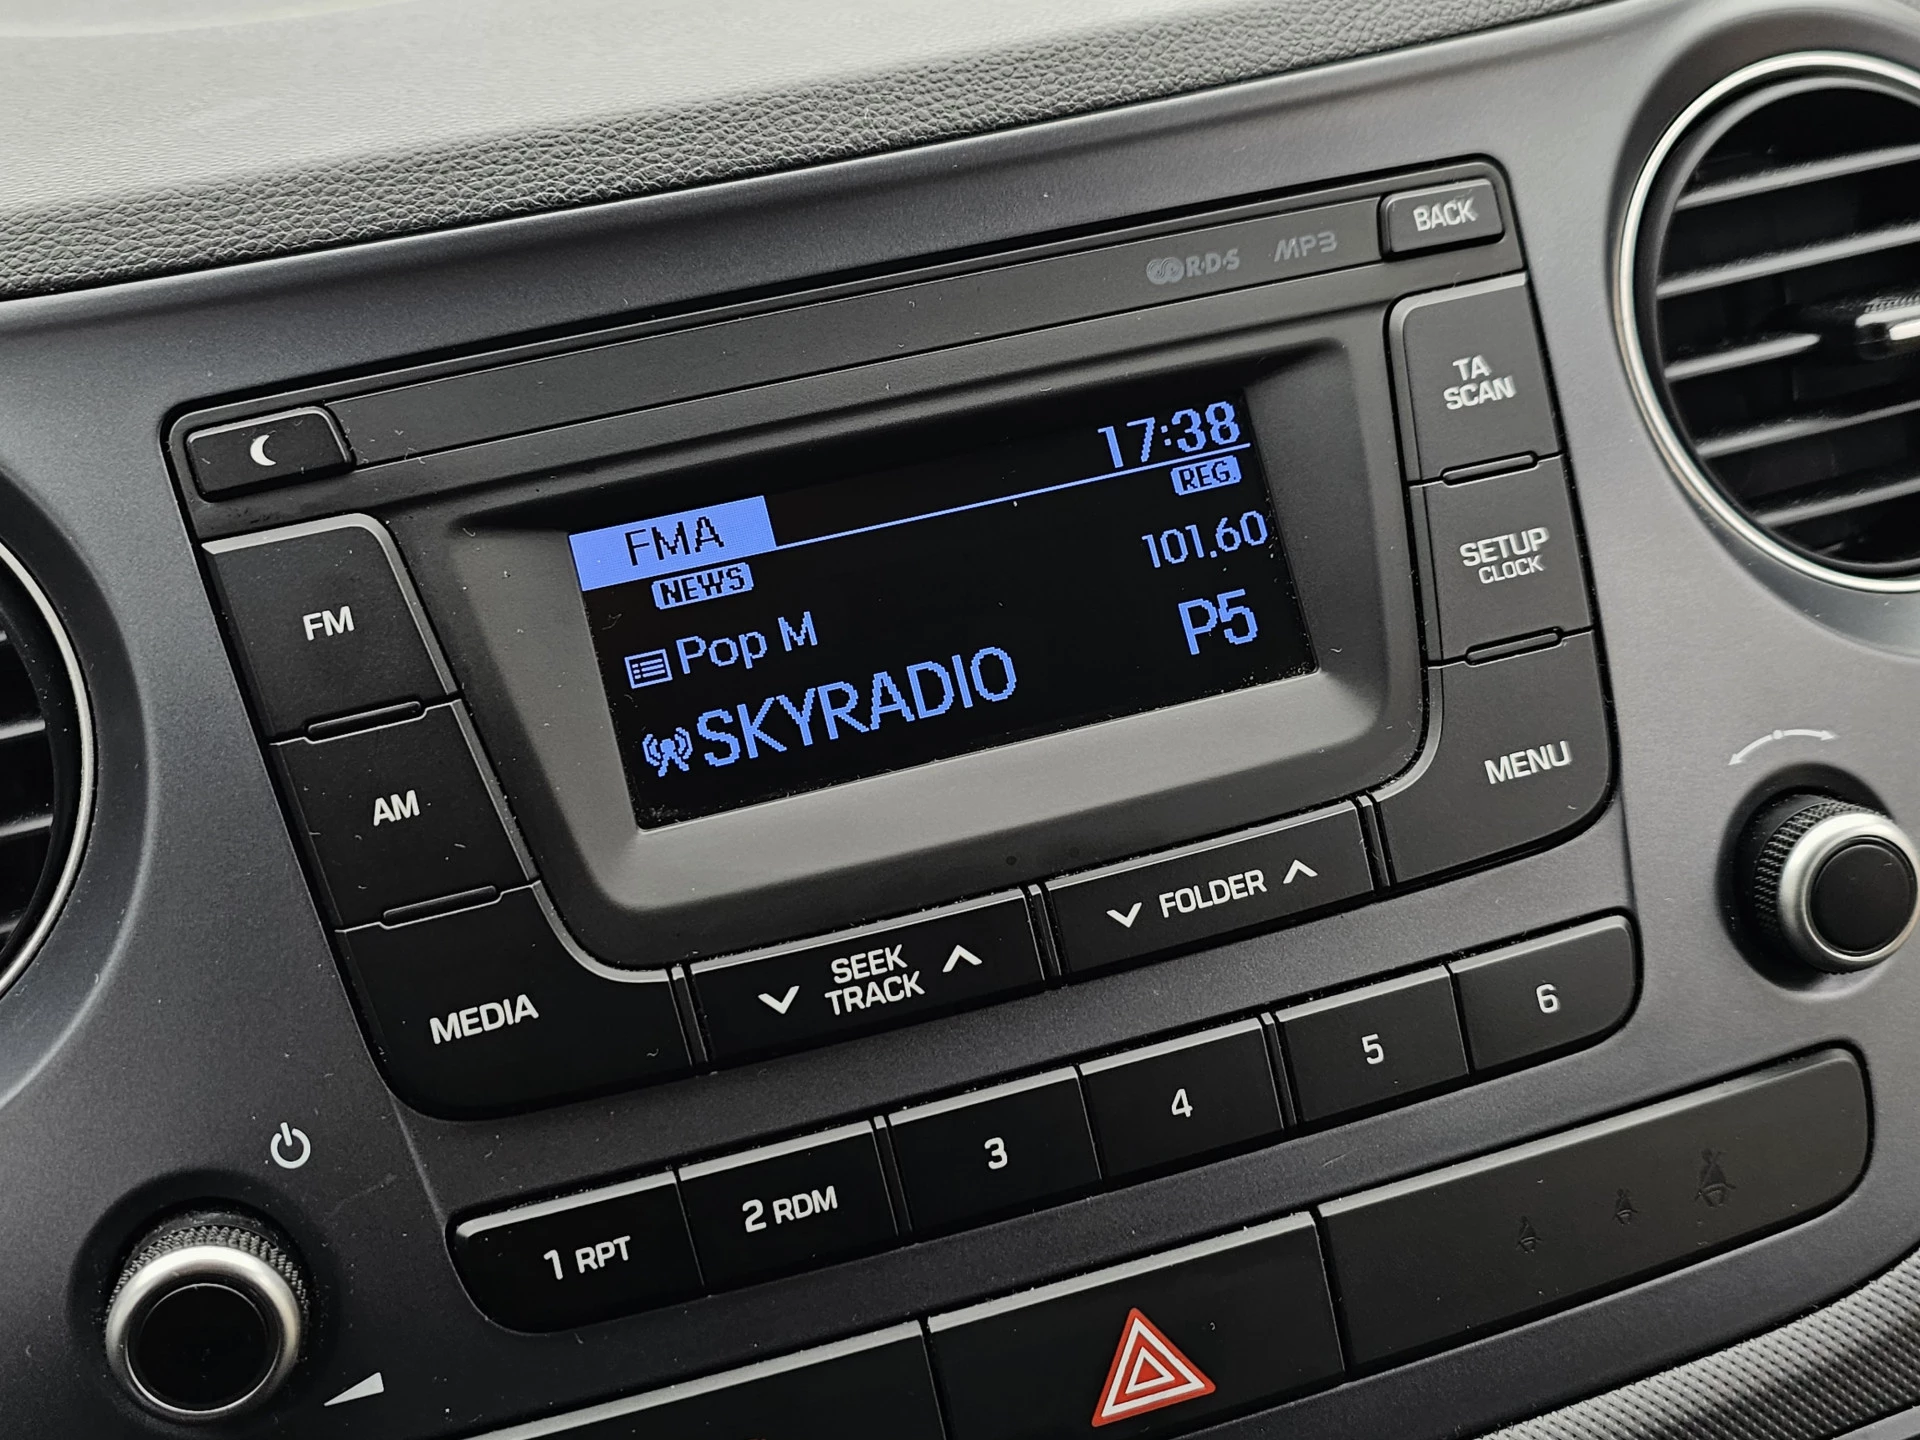 R·D·S MP3
BACK
TA
SCAN
17:38
REG.
FMA
NEWS
101.60
Pop M
P5
SKYRADIO
FM
AM
MEDIA
SETUP
CLOCK
MENU
SEEK
TRACK
FOLDER
1 RPT
2 RDM
3
4
5
6